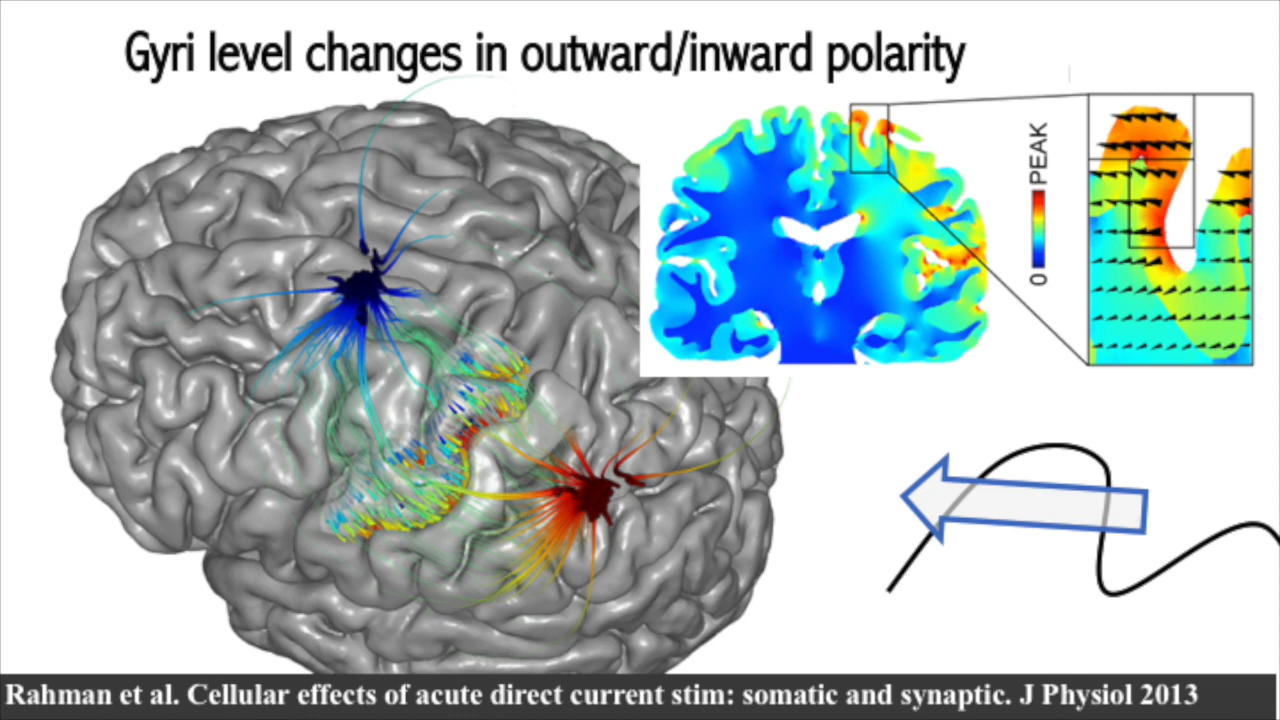 Gyri level changes in outward/inward polarity
PEAK
0
Rahman et al. Cellular effects of acute direct current stim: somatic and synaptic. J Physiol 2013